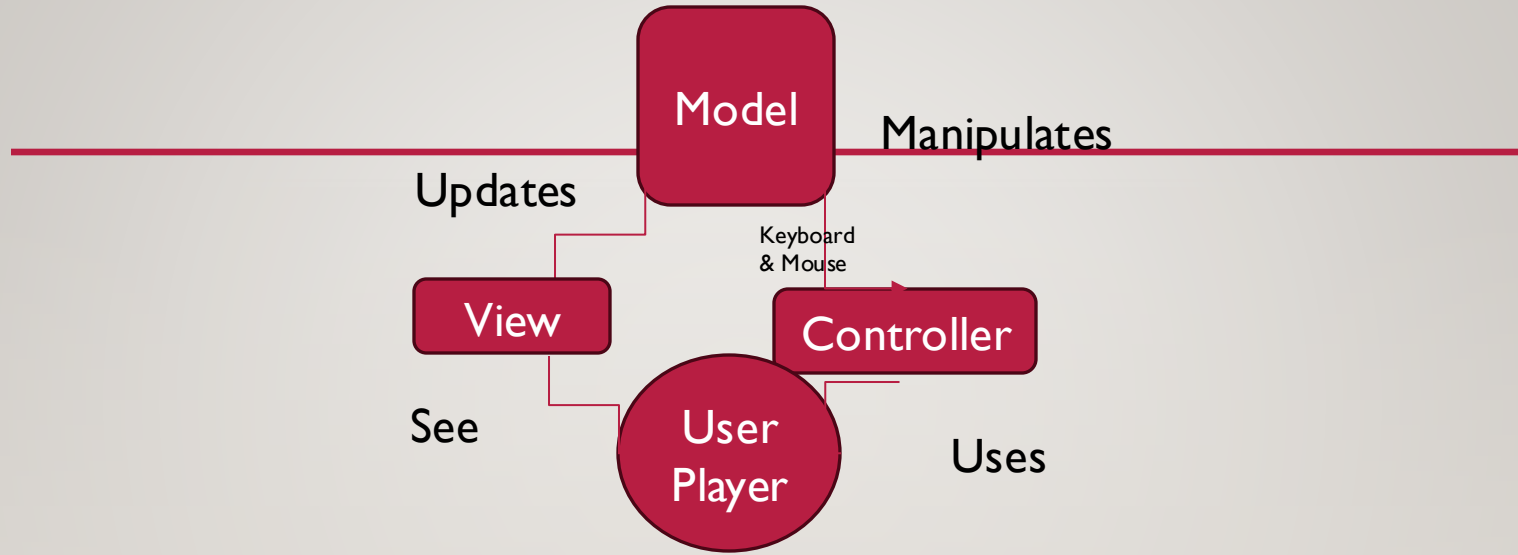 Model
Manipulates
Updates
Keyboard
& Mouse
View
Controller
See
User
Player
Uses